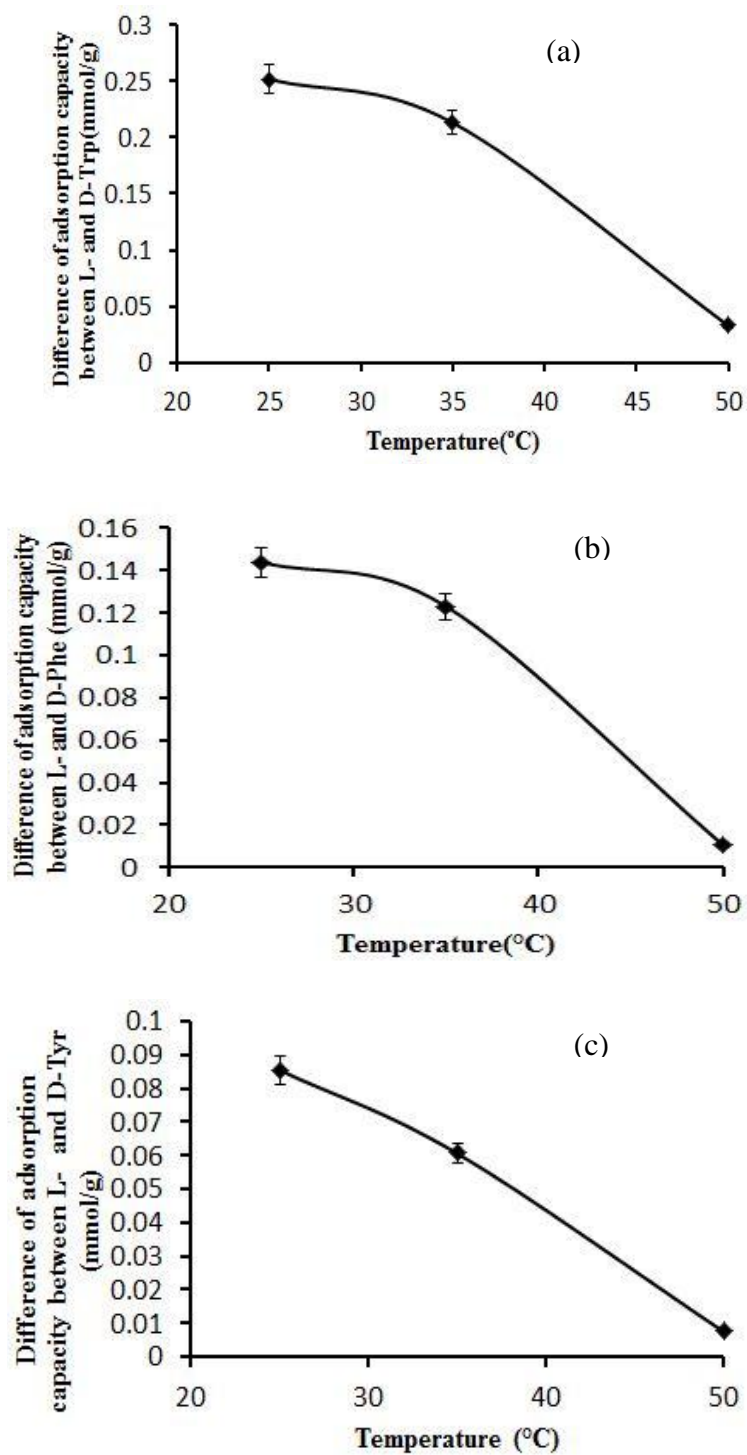 (a)
Difference of adsorption capacity
between L- and D-Trp(mmol/g)
0.3
0.25
0.2
0.15
0.1
0.05
0
20 25 30 35 40 45 50
Temperature(°C)
(b)
Difference of adsorption capacity
between L- and D-Phe (mmol/g)
0.16
0.14
0.12
0.1
0.08
0.06
0.04
0.02
0
20 30 40 50
Temperature(°C)
(c)
Difference of adsorption
capacity between L- and D-Tyr
(mmol/g)
0.1
0.09
0.08
0.07
0.06
0.05
0.04
0.03
0.02
0.01
0
20 30 40 50
Temperature (°C)